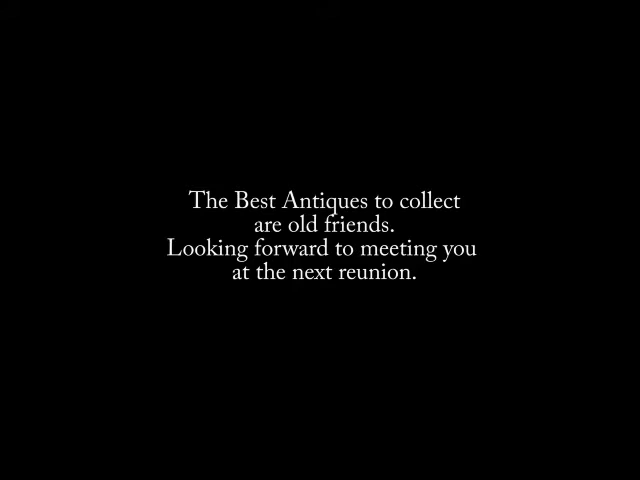 The Best Antiques to collect
are old friends.
Looking forward to meeting you
at the next reunion.